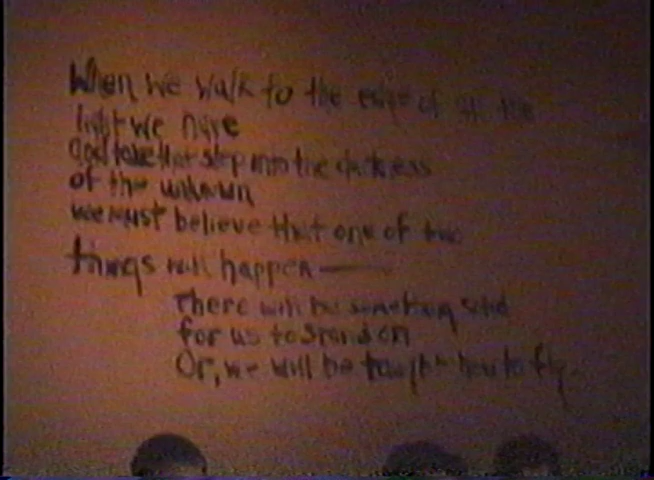 When we walk to the edge of all the
light we have
and take that step into the darkness
of the unknown
we must believe that one of two
things will happen —
There will be something solid
for us to stand on
Or, we will be taught how to fly.